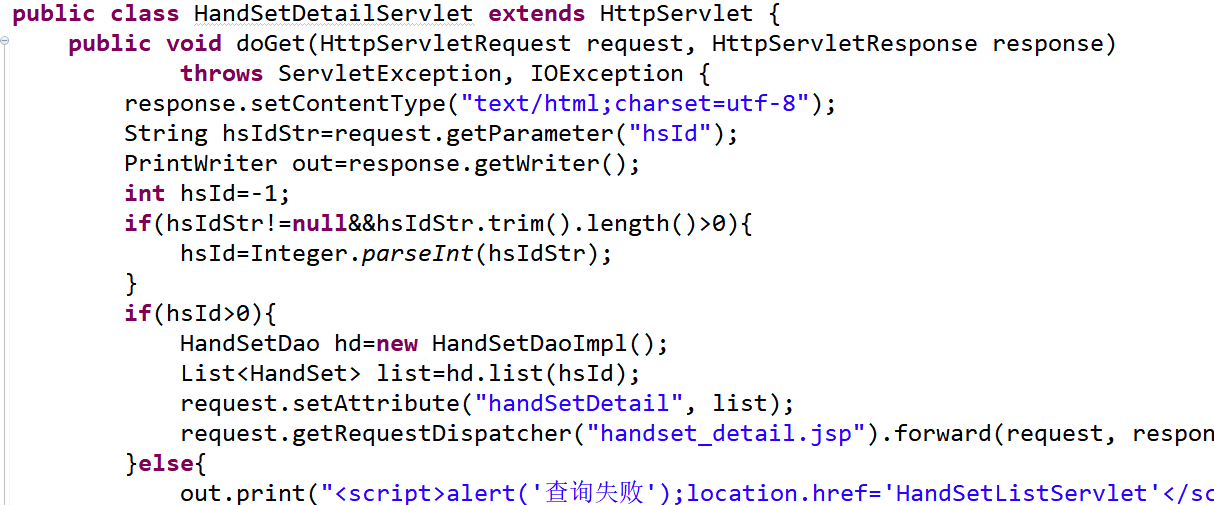 public class HandSetDetailServlet extends HttpServlet {
public void doGet(HttpServletRequest request, HttpServletResponse response)
throws ServletException, IOException {
response.setContentType("text/html;charset=utf-8");
String hsIdStr=request.getParameter("hsId");
PrintWriter out=response.getWriter();
int hsId=-1;
if(hsIdStr!=null&&hsIdStr.trim().length()>0){
hsId=Integer.parseInt(hsIdStr);
}
if(hsId>0){
HandSetDao hd=new HandSetDaoImpl();
List<HandSet> list=hd.list(hsId);
request.setAttribute("handSetDetail", list);
request.getRequestDispatcher("handset_detail.jsp").forward(request, respon
}else{
out.print("<script>alert('查询失败');location.href='HandSetListServlet'</sc